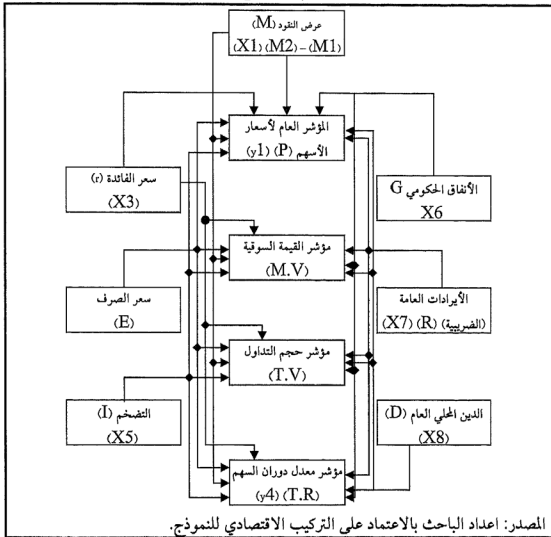 عرض النقود (M)
(X1) (M2) – (M1)
المؤشر العام لأسعار
الأسهم (P) (y1)
سعر الفائدة (r)
(X3)
الأنفاق الحكومي G
X6
مؤشر القيمة السوقية
(M.V)
سعر الصرف
(E)
الأيرادات العامة
(الضريبية) (R) (X7)
مؤشر حجم التداول
(T.V)
التضخم (I)
(X5)
الدين المحلي العام (D)
(X8)
مؤشر معدل دوران السهم
(T.R) (y4)
المصدر: اعداد الباحث بالاعتماد على التركيب الاقتصادي للنموذج.